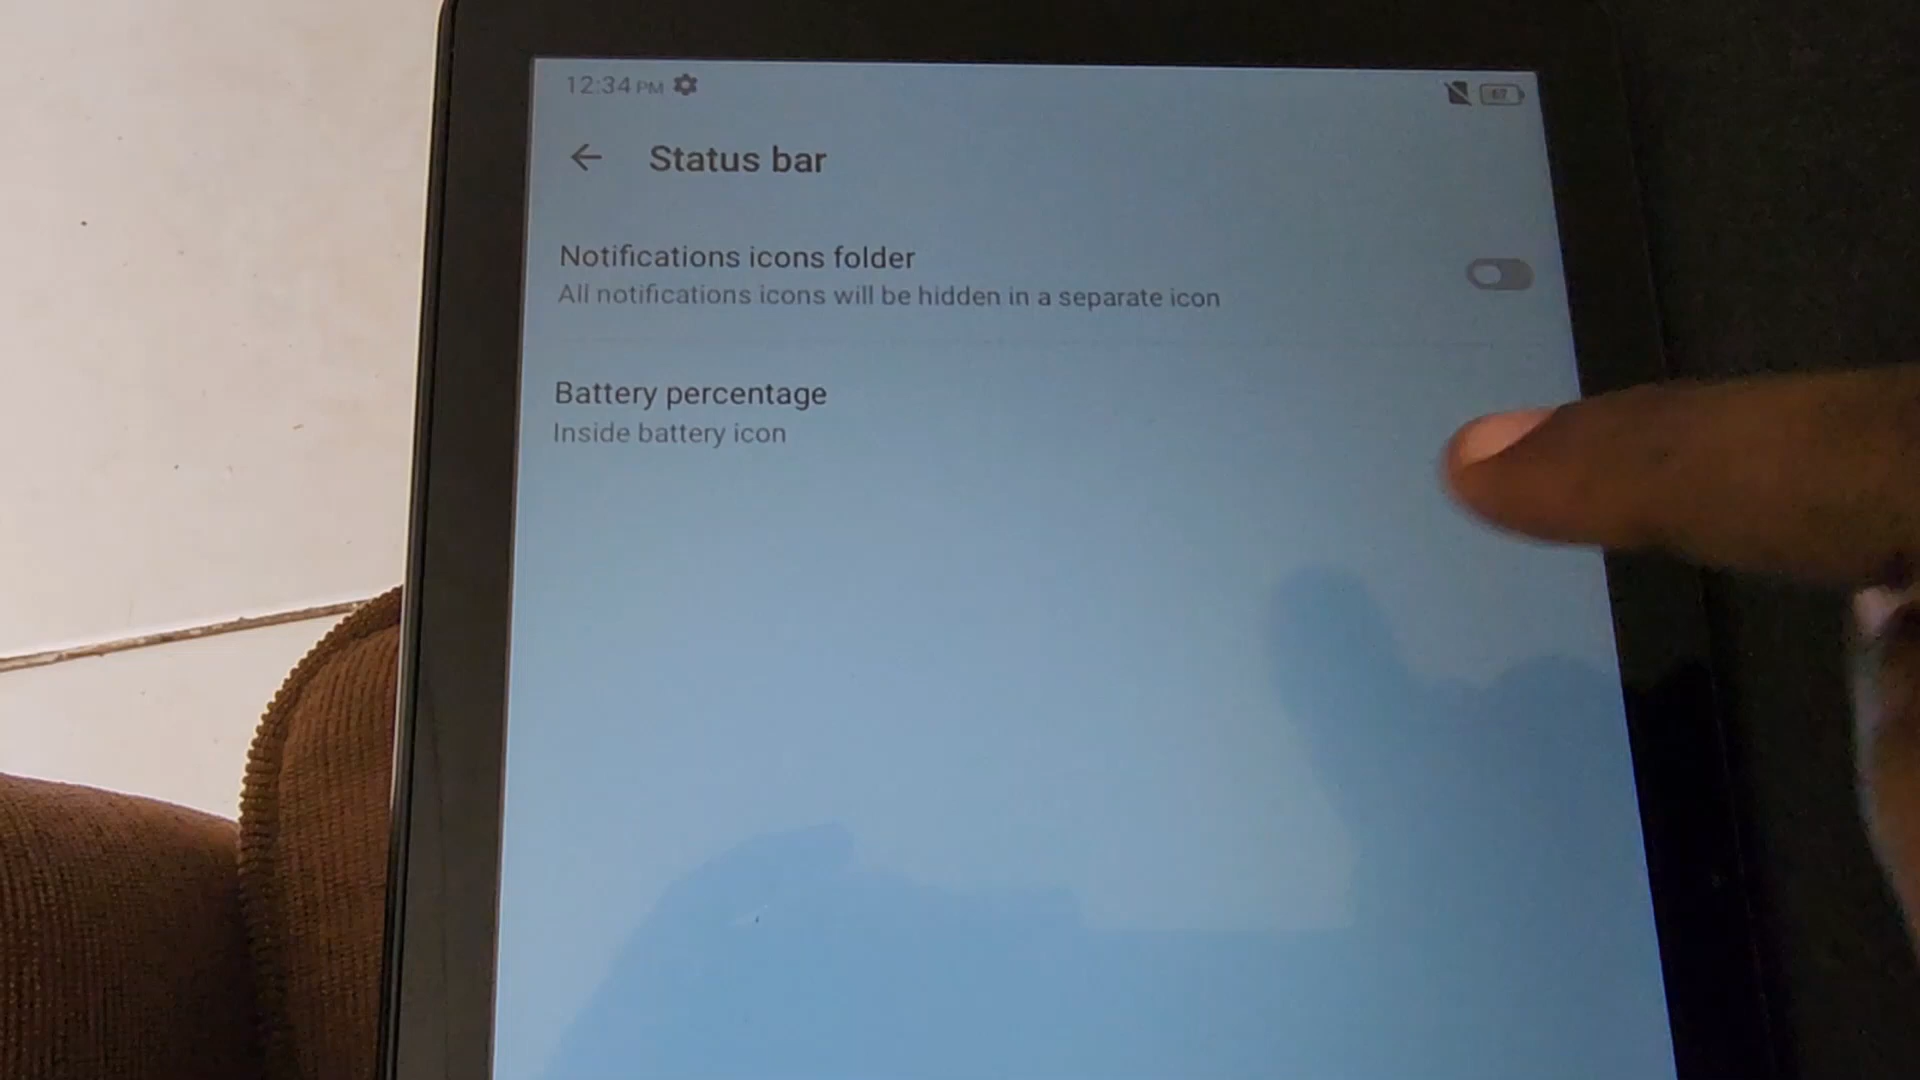 12:34 PM
67
Status bar
Notifications icons folder
All notifications icons will be hidden in a separate icon
Battery percentage
Inside battery icon